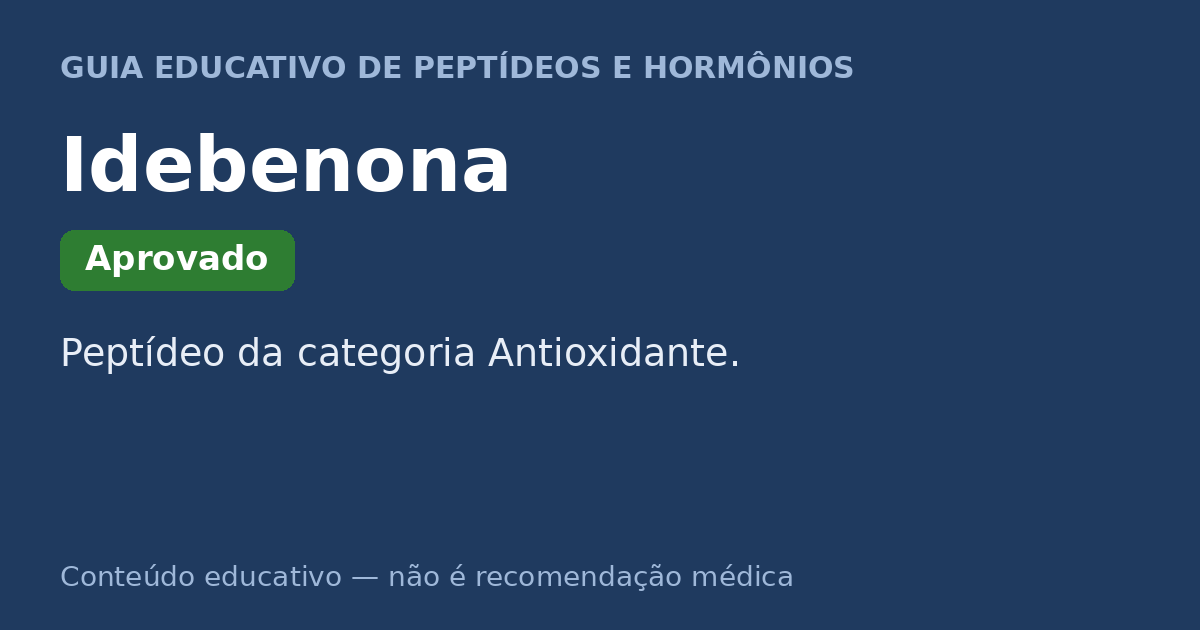 GUIA EDUCATIVO DE PEPTÍDEOS E HORMÔNIOS
Idebenona
Aprovado
Peptídeo da categoria Antioxidante.
Conteúdo educativo — não é recomendação médica